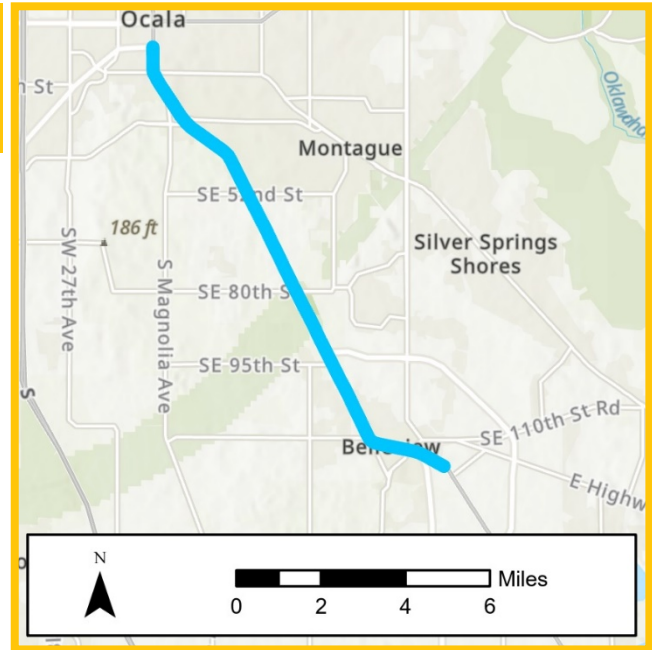 Ocala
n St
Oklawaha
Montague
SE 52nd St
186 ft
Silver Springs
Shores
SW 27th Ave
S Magnolia Ave
SE 80th S
SE 95th St
S
SE 110th St Rd
E Highw
N
Miles
0 2 4 6